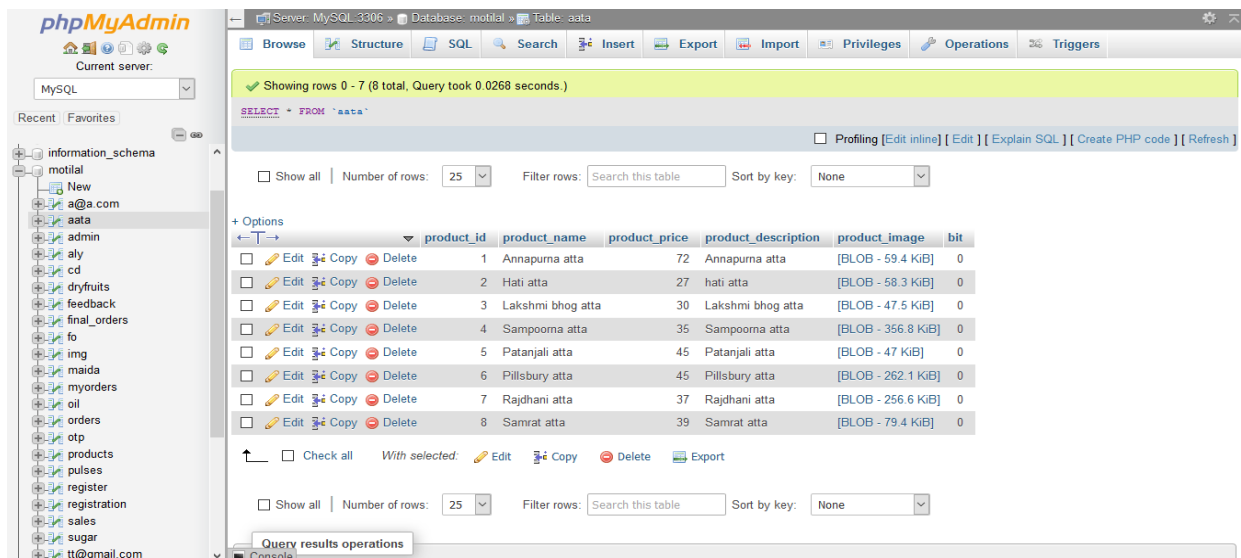 phpMyAdmin
Current server:
MySQL
Recent Favorites
information_schema
motilal
New
a@a.com
aata
admin
aly
cd
dryfruits
feedback
final_orders
fo
img
maida
myorders
oil
orders
otp
products
pulses
register
registration
sales
sugar
tt@gmail.com
Server: MySQL:3306 » Database: motilal » Table: aata
Browse Structure SQL Search Insert Export Import Privileges Operations Triggers
Showing rows 0 - 7 (8 total, Query took 0.0268 seconds.)
SELECT * FROM `aata`
Profiling [Edit inline] [ Edit ] [ Explain SQL ] [ Create PHP code ] [ Refresh ]
Show all | Number of rows: 25 Filter rows: Search this table Sort by key: None
+ Options
product_id product_name product_price product_description product_image bit
Edit Copy Delete 1 Annapurna atta 72 Annapurna atta [BLOB - 59.4 KiB] 0
Edit Copy Delete 2 Hati atta 27 hati atta [BLOB - 58.3 KiB] 0
Edit Copy Delete 3 Lakshmi bhog atta 30 Lakshmi bhog atta [BLOB - 47.5 KiB] 0
Edit Copy Delete 4 Sampoorna atta 35 Sampoorna atta [BLOB - 356.8 KiB] 0
Edit Copy Delete 5 Patanjali atta 45 Patanjali atta [BLOB - 47 KiB] 0
Edit Copy Delete 6 Pillsbury atta 45 Pillsbury atta [BLOB - 262.1 KiB] 0
Edit Copy Delete 7 Rajdhani atta 37 Rajdhani atta [BLOB - 256.6 KiB] 0
Edit Copy Delete 8 Samrat atta 39 Samrat atta [BLOB - 79.4 KiB] 0
Check all With selected: Edit Copy Delete Export
Show all | Number of rows: 25 Filter rows: Search this table Sort by key: None
Query results operations
Console